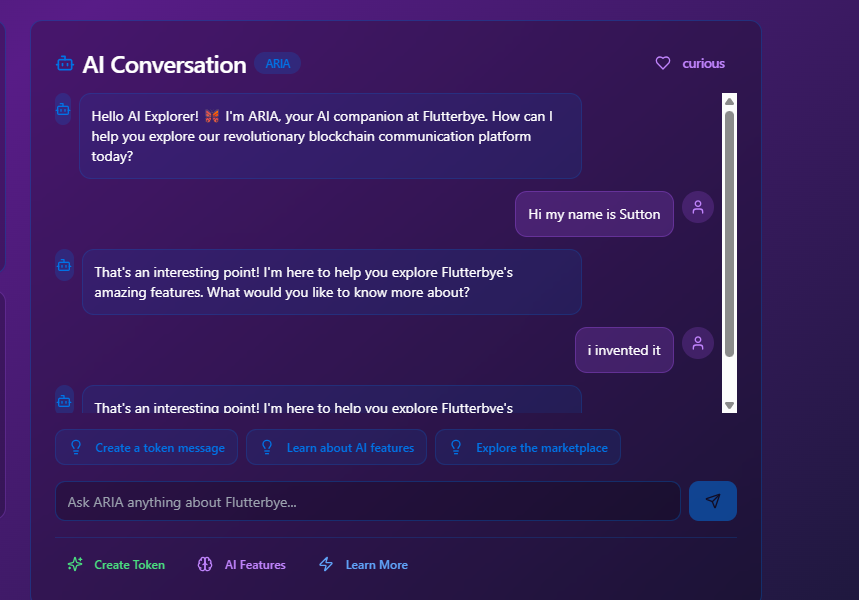 AI Conversation ARIA curious
Hello AI Explorer! 🦋 I'm ARIA, your AI companion at Flutterbye. How can I
help you explore our revolutionary blockchain communication platform
today?
Hi my name is Sutton
That's an interesting point! I'm here to help you explore Flutterbye's
amazing features. What would you like to know more about?
i invented it
That's an interesting point! I'm here to help you explore Flutterbye's
Create a token message Learn about AI features Explore the marketplace
Ask ARIA anything about Flutterbye...
Create Token AI Features Learn More